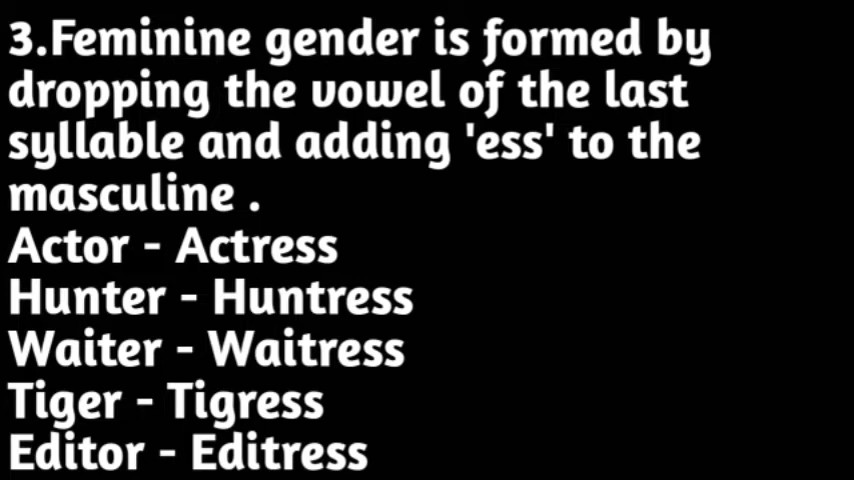 3.Feminine gender is formed by
dropping the vowel of the last
syllable and adding 'ess' to the
masculine .
Actor - Actress
Hunter - Huntress
Waiter - Waitress
Tiger - Tigress
Editor - Editress